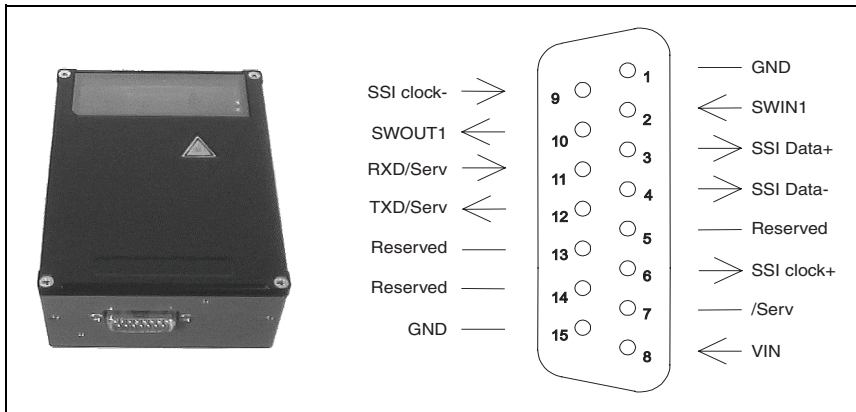 SSI clock-
SWOUT1
RXD/Serv
TXD/Serv
Reserved
Reserved
GND
9
10
11
12
13
14
15
1
2
3
4
5
6
7
8
GND
SWIN1
SSI Data+
SSI Data-
Reserved
SSI clock+
/Serv
VIN